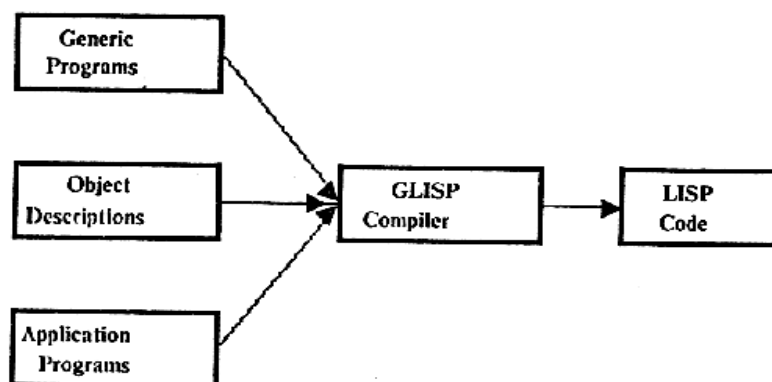 Generic
Programs
Object
Descriptions
GLISP
Compiler
LISP
Code
Application
Programs